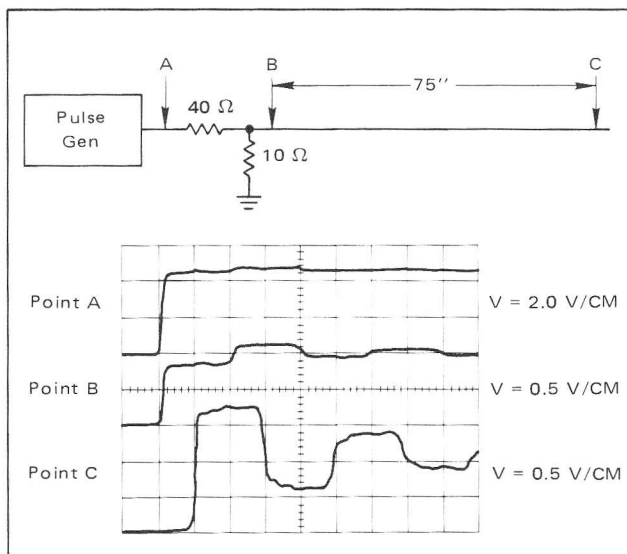 A B C
75''
40 Ω
Pulse
Gen
10 Ω
Point A V = 2.0 V/CM
Point B V = 0.5 V/CM
Point C V = 0.5 V/CM